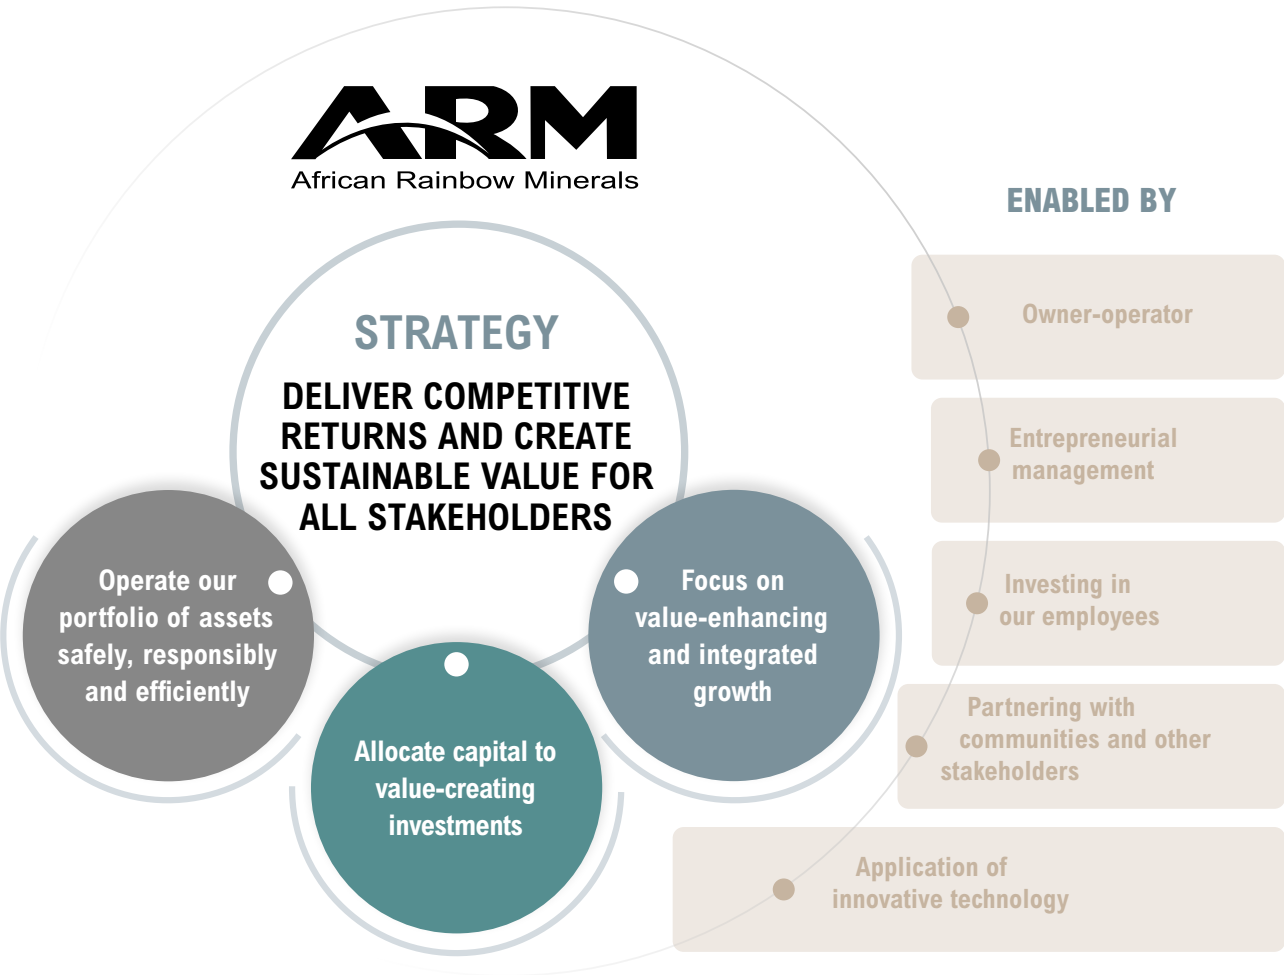 ARM
African Rainbow Minerals
STRATEGY
DELIVER COMPETITIVE
RETURNS AND CREATE
SUSTAINABLE VALUE FOR
ALL STAKEHOLDERS
Operate our
portfolio of assets
safely, responsibly
and efficiently
Allocate capital to
value-creating
investments
Focus on
value-enhancing
and integrated
growth
ENABLED BY
Owner-operator
Entrepreneurial
management
Investing in
our employees
Partnering with
communities and other
stakeholders
Application of
innovative technology